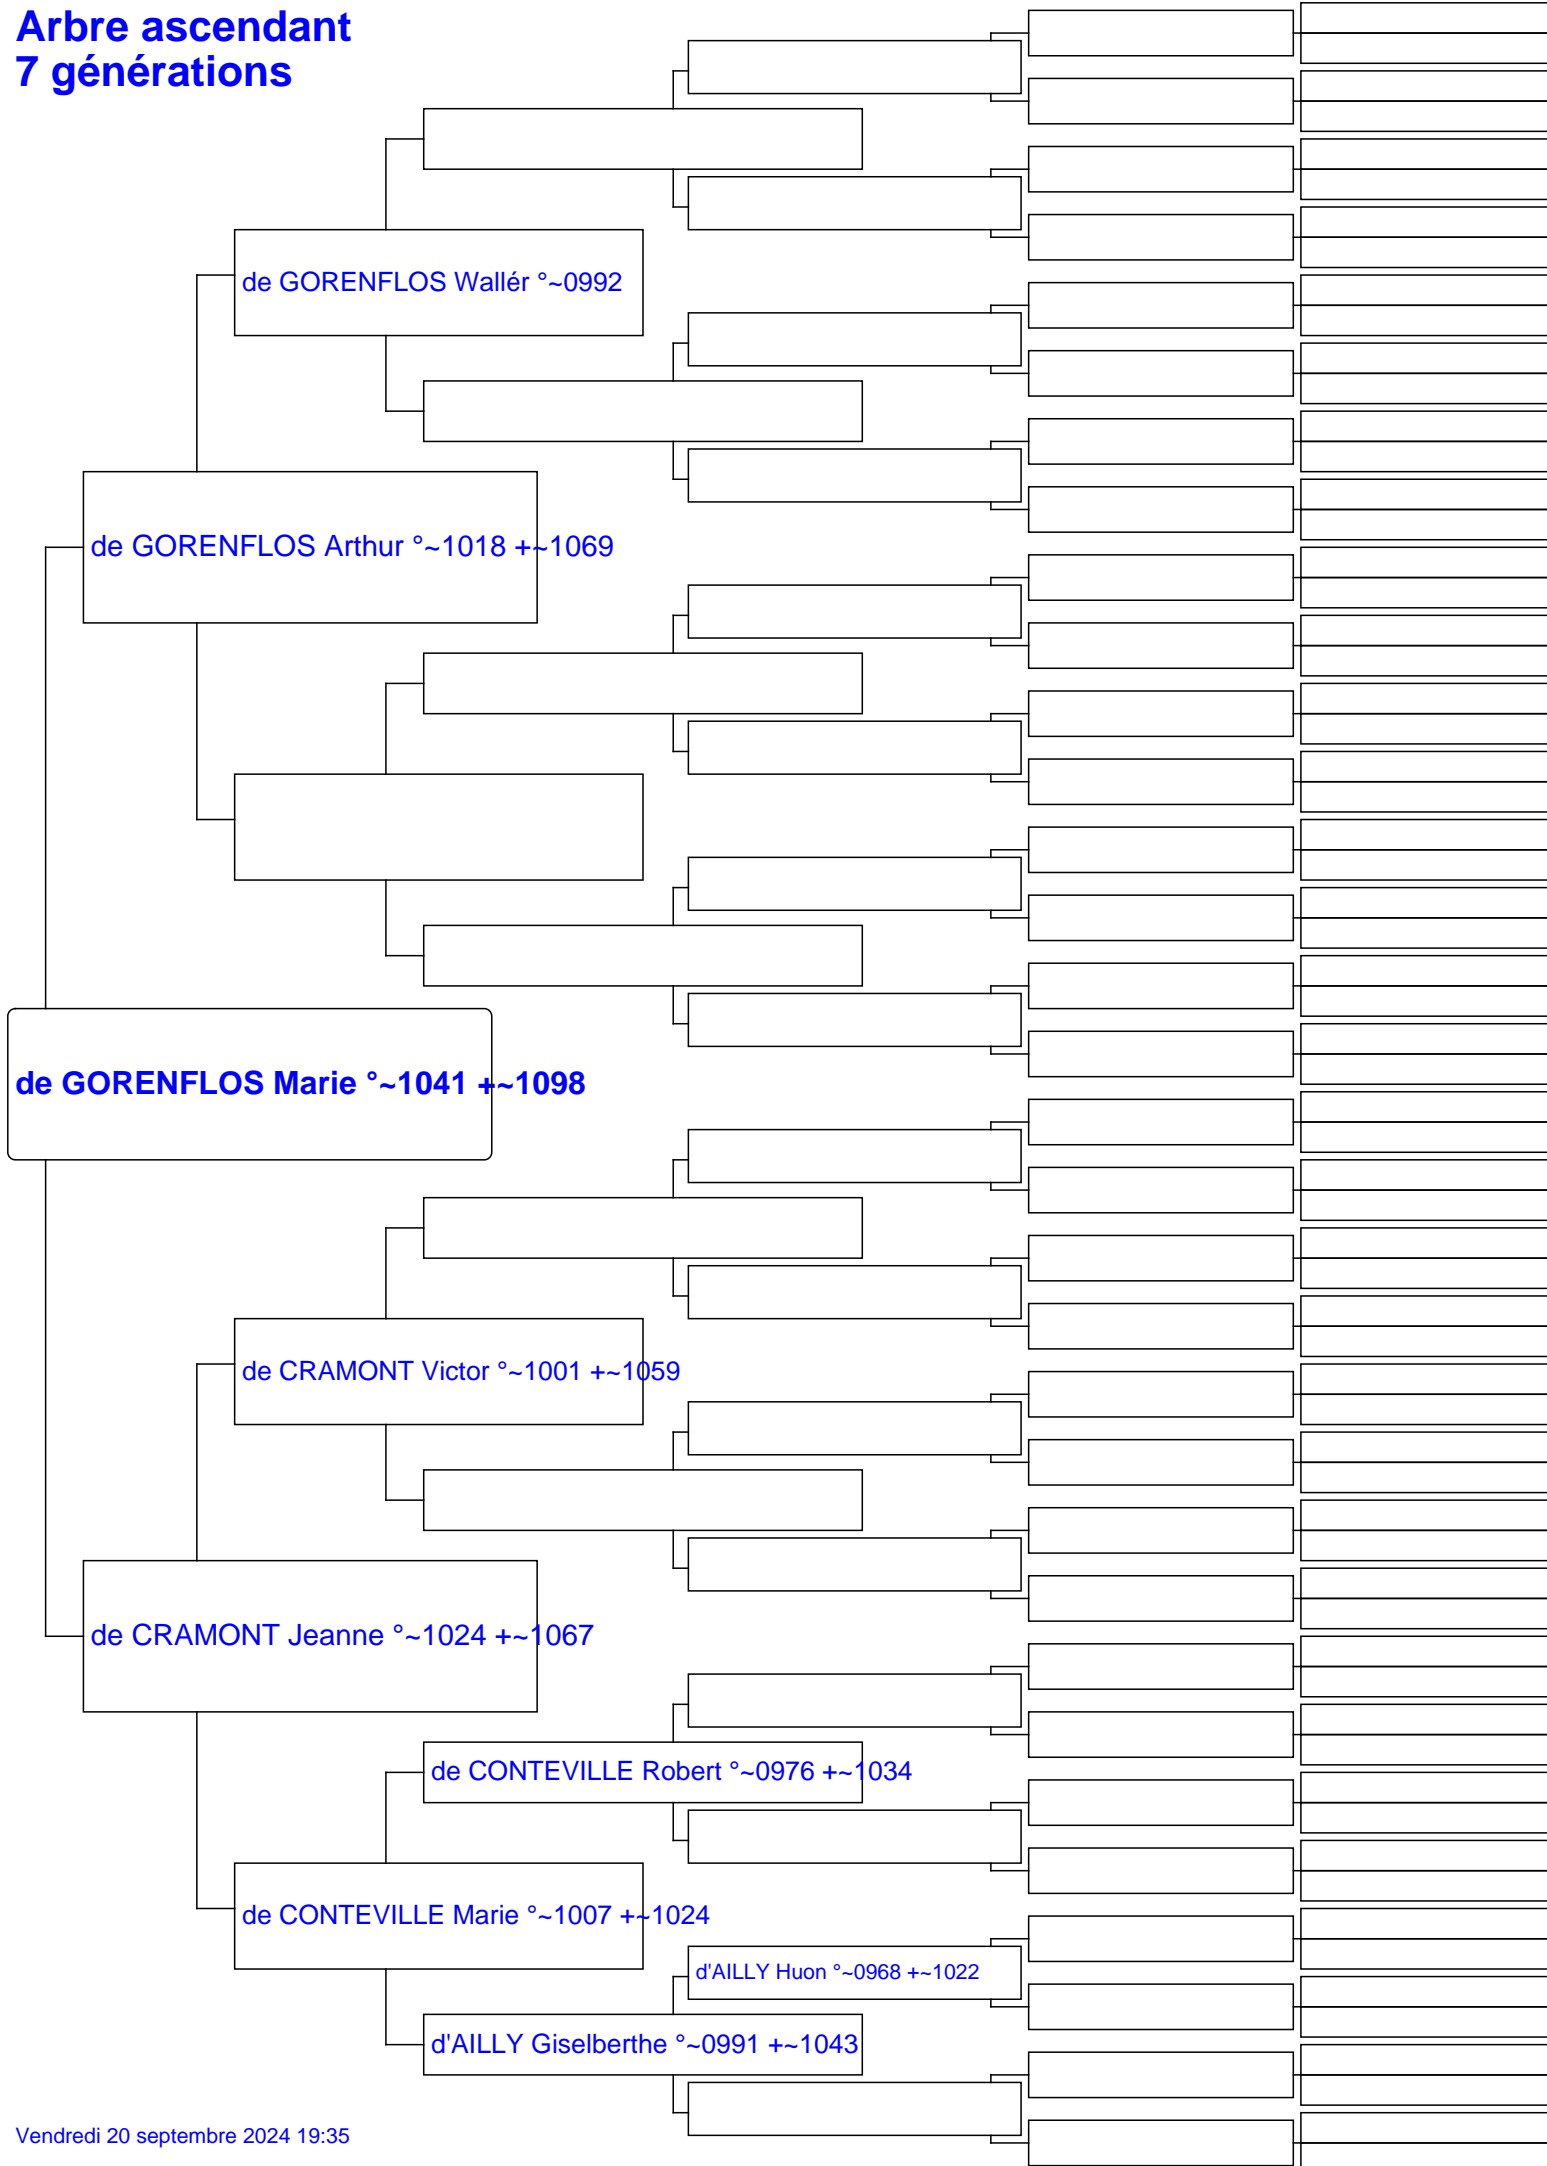 Arbre ascendant
7 générations
de GORENFLOS Wallér °~0992
de GORENFLOS Arthur °~1018 +~1069
de GORENFLOS Marie °~1041 +~1098
de CRAMONT Victor °~1001 +~1059
de CRAMONT Jeanne °~1024 +~1067
de CONTEVILLE Robert °~0976 +~1034
de CONTEVILLE Marie °~1007 +~1024
d'AILLY Huon °~0968 +~1022
d'AILLY Giselberthe °~0991 +~1043
Vendredi 20 septembre 2024 19:35